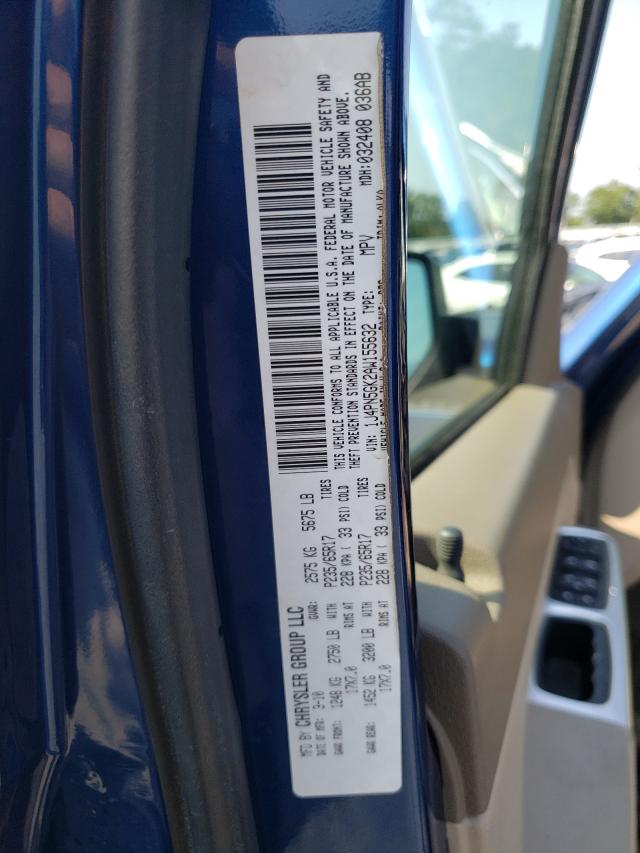 MFD BY CHRYSLER GROUP LLC
DATE OF MFR: 3-10 GVWR: 2575 KG 5675 LB
GAWR FRONT: 1248 KG 2750 LB WITH P235/65R17 TIRES
17X7.0 RIMS AT 228 KPA ( 33 PSI) COLD
GAWR REAR: 1452 KG 3200 LB WITH P235/65R17 TIRES
17X7.0 RIMS AT 228 KPA ( 33 PSI) COLD
THIS VEHICLE CONFORMS TO ALL APPLICABLE U.S.A. FEDERAL MOTOR VEHICLE SAFETY AND
THEFT PREVENTION STANDARDS IN EFFECT ON THE DATE OF MANUFACTURE SHOWN ABOVE.
VIN: 1J4PN5GK2AW155632 TYPE: MPV MDH: 032408 036AB
VEHICLE MADE IN